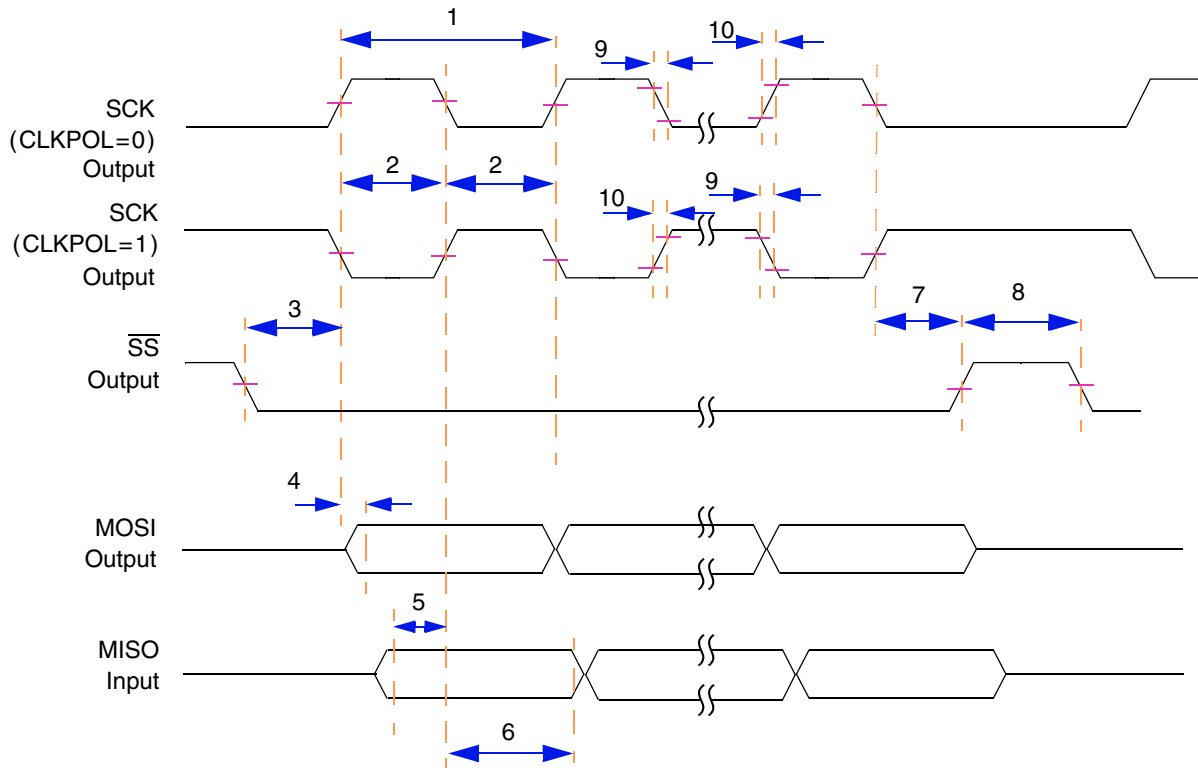 1
9
10
SCK
(CLKPOL=0)
Output
2
2
SCK
(CLKPOL=1)
Output
10
9
3
7
8
SS
Output
4
MOSI
Output
5
MISO
Input
6